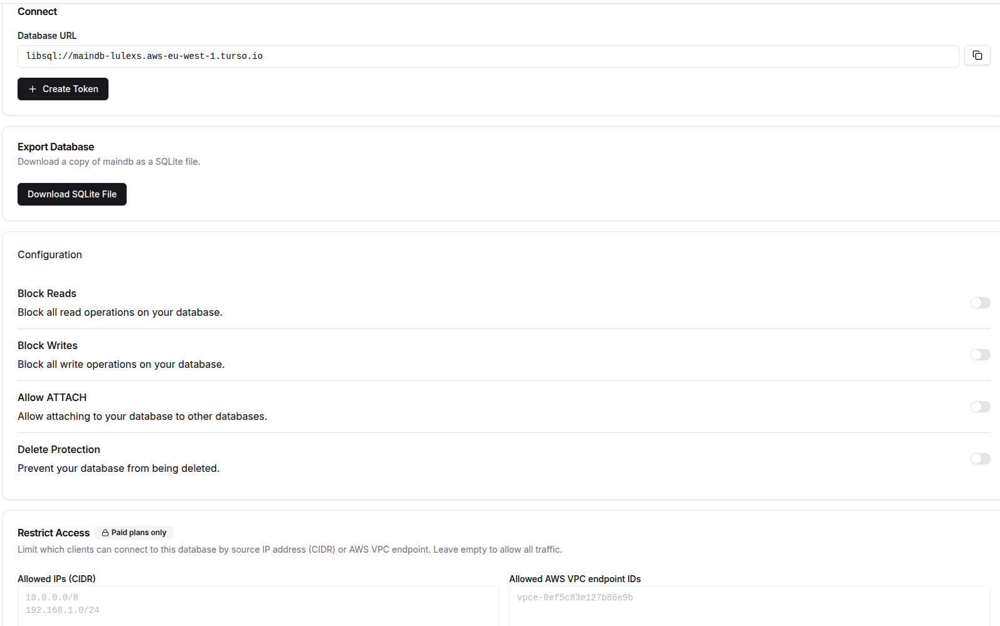 Connect
Database URL
libsql://maindb-lulexs.aws-eu-west-1.turso.io
Create Token
Export Database
Download a copy of maindb as a SQLite file.
Download SQLite File
Configuration
Block Reads
Block all read operations on your database.
Block Writes
Block all write operations on your database.
Allow ATTACH
Allow attaching to your database to other databases.
Delete Protection
Prevent your database from being deleted.
Restrict Access Paid plans only
Limit which clients can connect to this database by source IP address (CIDR) or AWS VPC endpoint. Leave empty to allow all traffic.
Allowed IPs (CIDR)
10.0.0.0/8
192.168.1.0/24
Allowed AWS VPC endpoint IDs
vpce-0ef5c83e127b86e9b